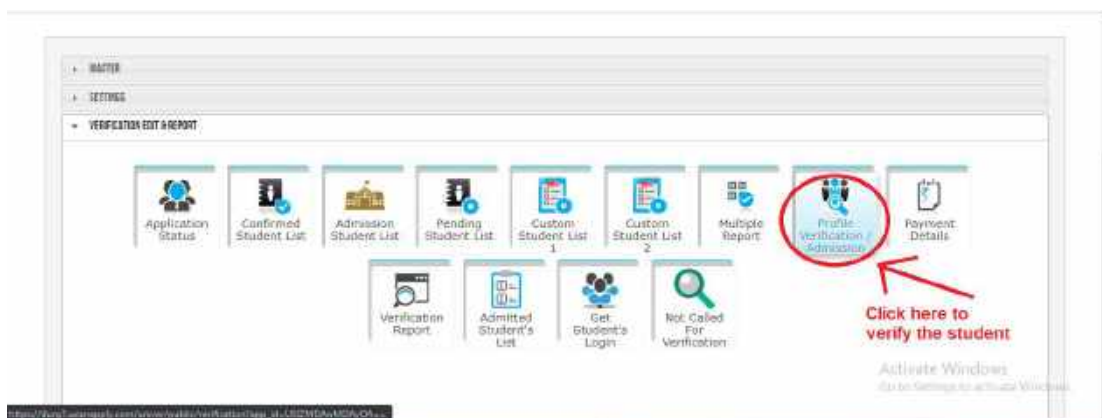 MASTER
SETTINGS
VERIFICATION EDIT & REPORT
Application Status
Confirmed Student List
Admission Student List
Pending Student List
Custom Student List 1
Custom Student List 2
Multiple Report
Profile Verification / Admission
Payment Details
Verification Report
Admitted Student's List
Get Student's Login
Not Called For Verification
Click here to
verify the student
Activate Windows
Go to Settings to activate Windows.